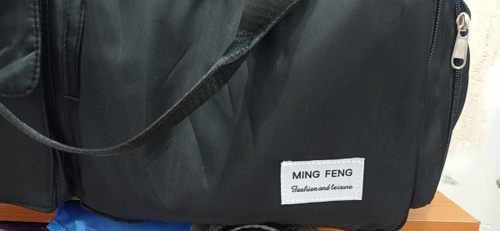 MING FENG
Fashion and leisure